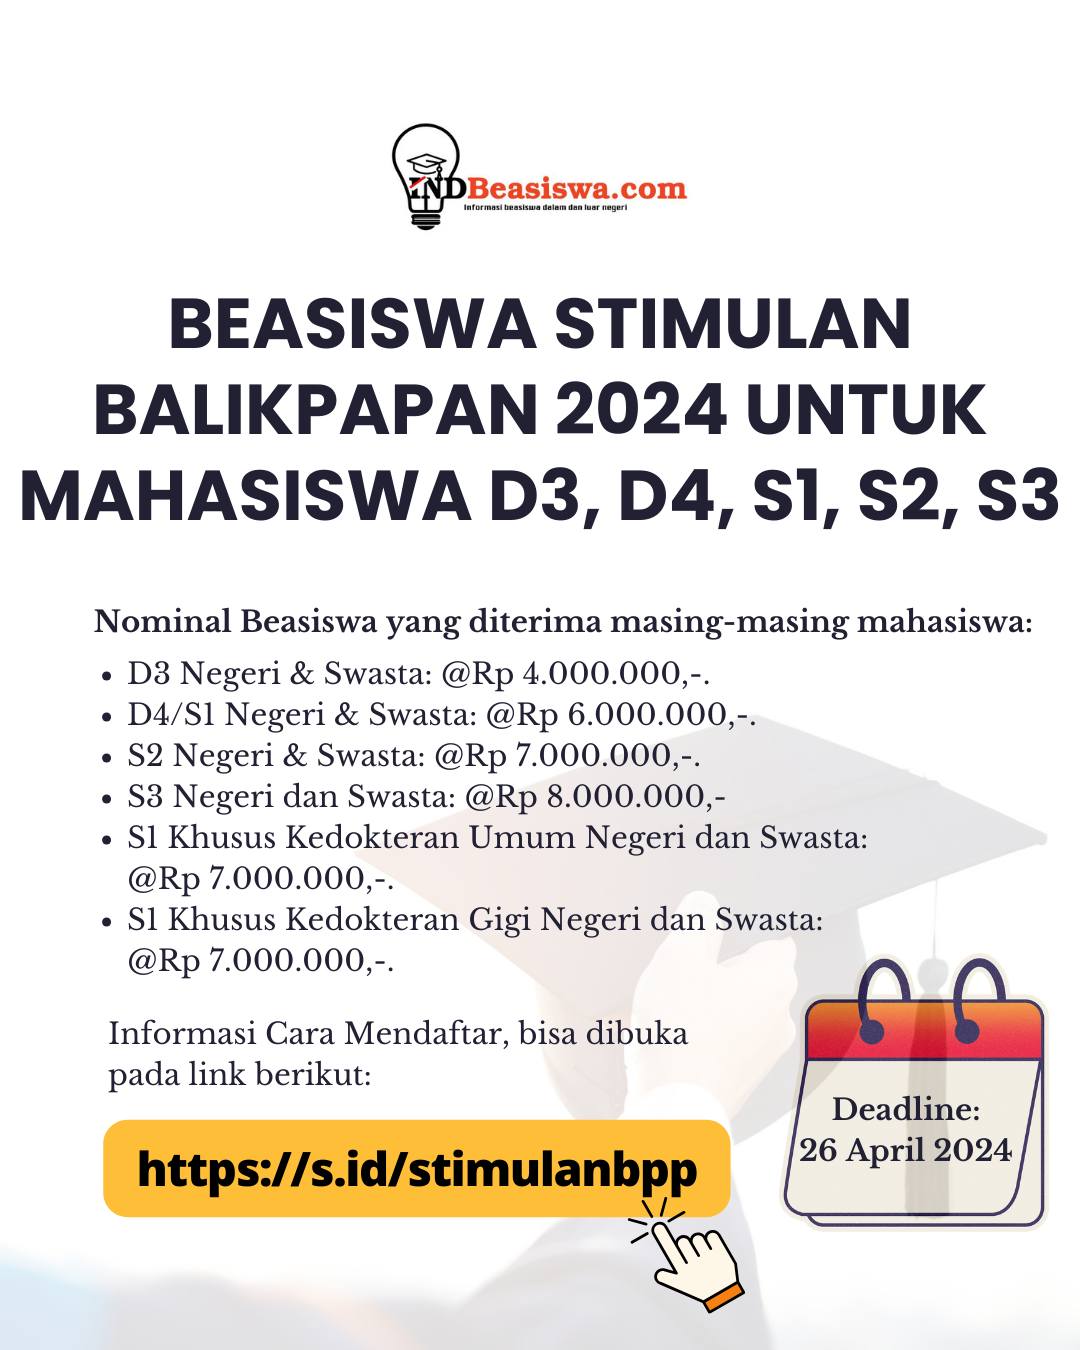 INDBeasiswa.com
Informasi beasiswa dalam dan luar negeri
BEASISWA STIMULAN
BALIKPAPAN 2024 UNTUK
MAHASISWA D3, D4, S1, S2, S3
Nominal Beasiswa yang diterima masing-masing mahasiswa:
• D3 Negeri & Swasta: @Rp 4.000.000,-.
• D4/S1 Negeri & Swasta: @Rp 6.000.000,-.
• S2 Negeri & Swasta: @Rp 7.000.000,-.
• S3 Negeri dan Swasta: @Rp 8.000.000,-
• S1 Khusus Kedokteran Umum Negeri dan Swasta:
@Rp 7.000.000,-.
• S1 Khusus Kedokteran Gigi Negeri dan Swasta:
@Rp 7.000.000,-.
Informasi Cara Mendaftar, bisa dibuka
pada link berikut:
https://s.id/stimulanbpp
Deadline:
26 April 2024